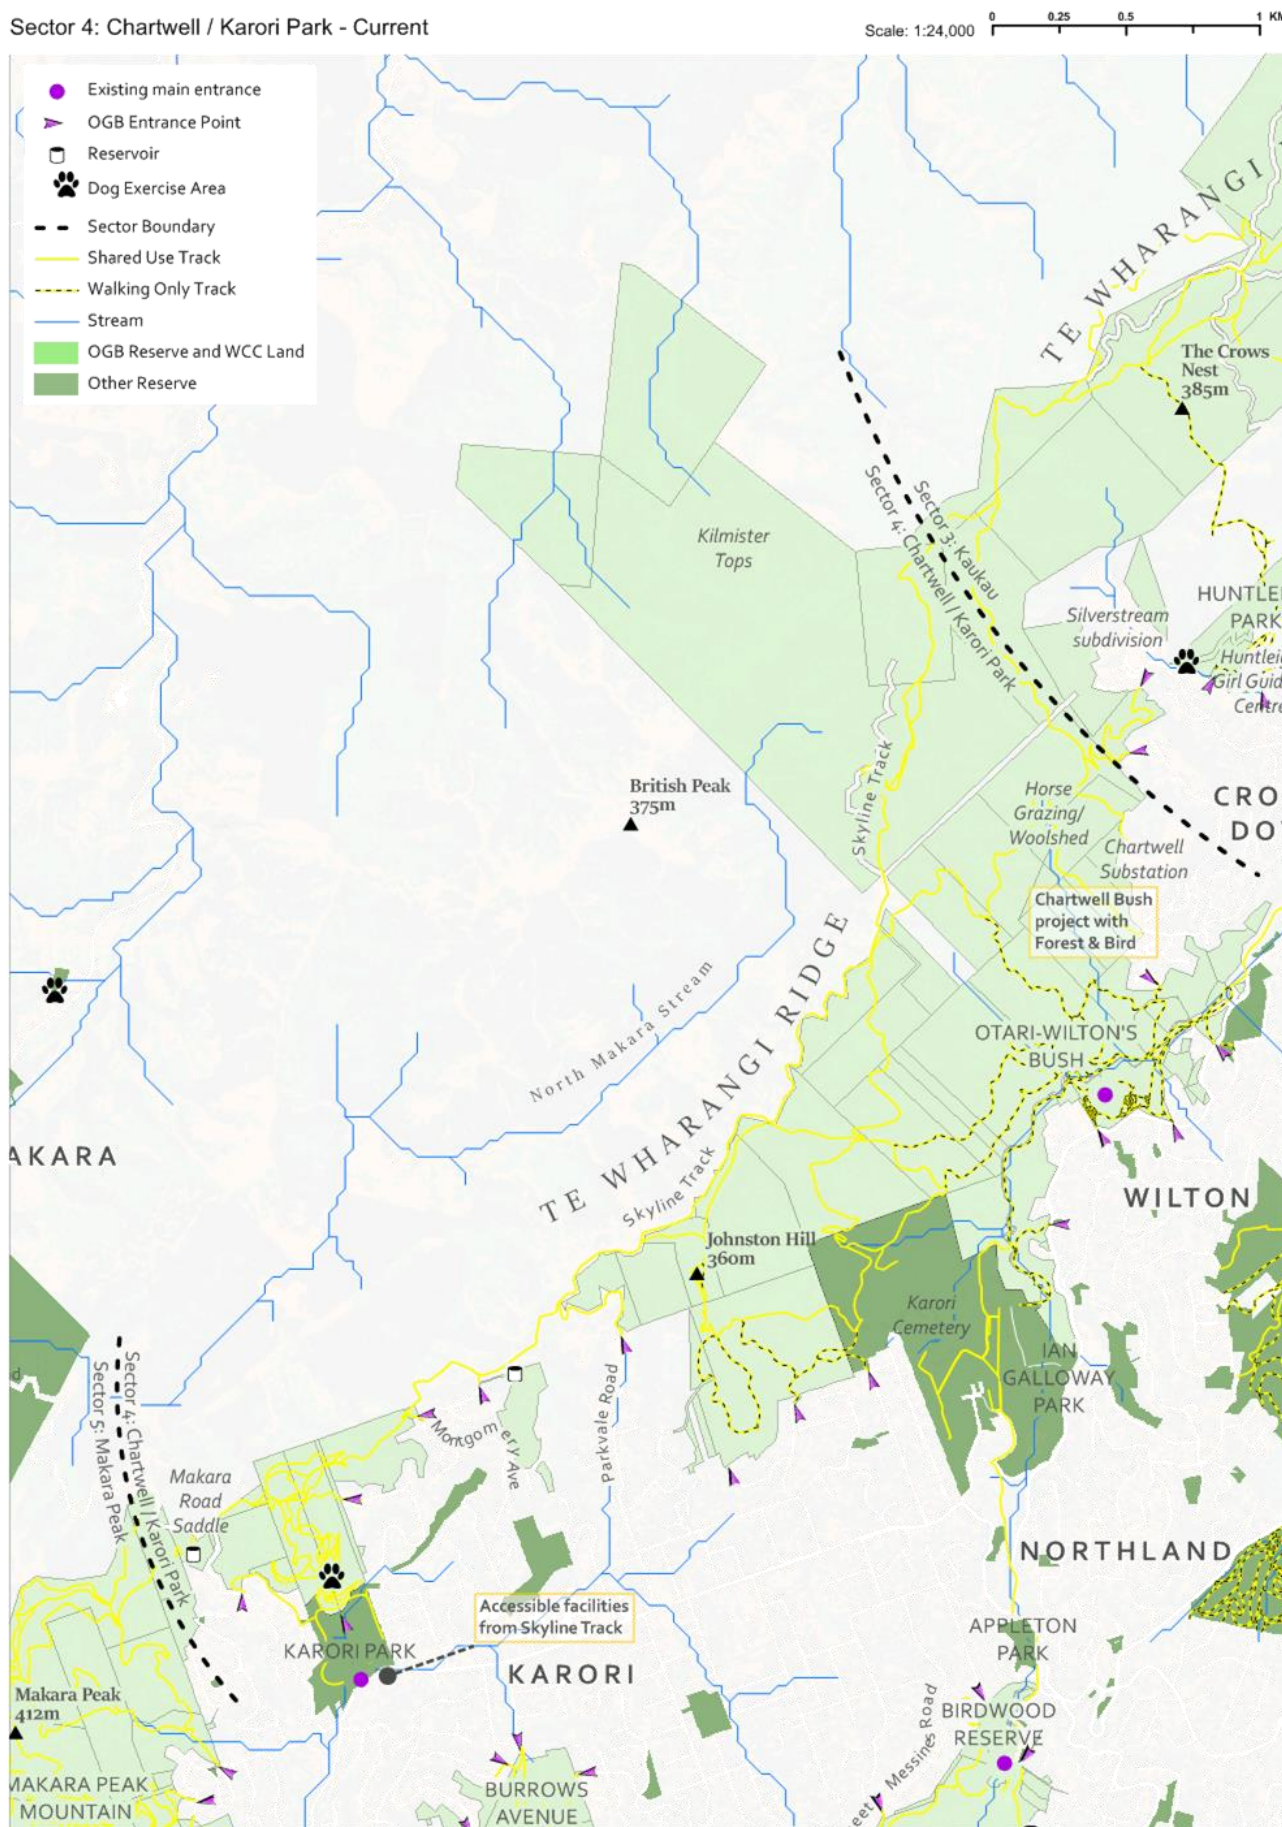 Sector 4: Chartwell / Karori Park - Current
Scale: 1:24,000
0 0.25 0.5 1
Existing main entrance
OGB Entrance Point
Reservoir
Dog Exercise Area
Sector Boundary
Shared Use Track
Walking Only Track
Stream
OGB Reserve and WCC Land
Other Reserve
TE WHARANGI
The Crows
Nest
385m
Kilmister
Tops
Sector 3: Kaukau
Sector 4: Chartwell / Karori Park
Silverstream
subdivision
HUNTLE
PARK
Huntlei
Girl Guid
Centre
Skyline Track
British Peak
375m
Horse
Grazing/
Woolshed
CRO
DO
Chartwell
Substation
Chartwell Bush
project with
Forest & Bird
North Makara Stream
TE WHARANGI RIDGE
OTARI-WILTON'S
BUSH
AKARA
Skyline Track
WILTON
Johnston Hill
360m
Karori
Cemetery
IAN
GALLOWAY
PARK
d
Sector 4: Chartwell / Karori Park
Sector 5: Makara Peak
Parkvale Road
Montgomery Ave
Makara
Road
Saddle
NORTHLAND
Accessible facilities
from Skyline Track
KARORI PARK
KARORI
APPLETON
PARK
Makara Peak
412m
BIRDWOOD
RESERVE
Messines Road
eet
MAKARA PEAK
MOUNTAIN
BURROWS
AVENUE